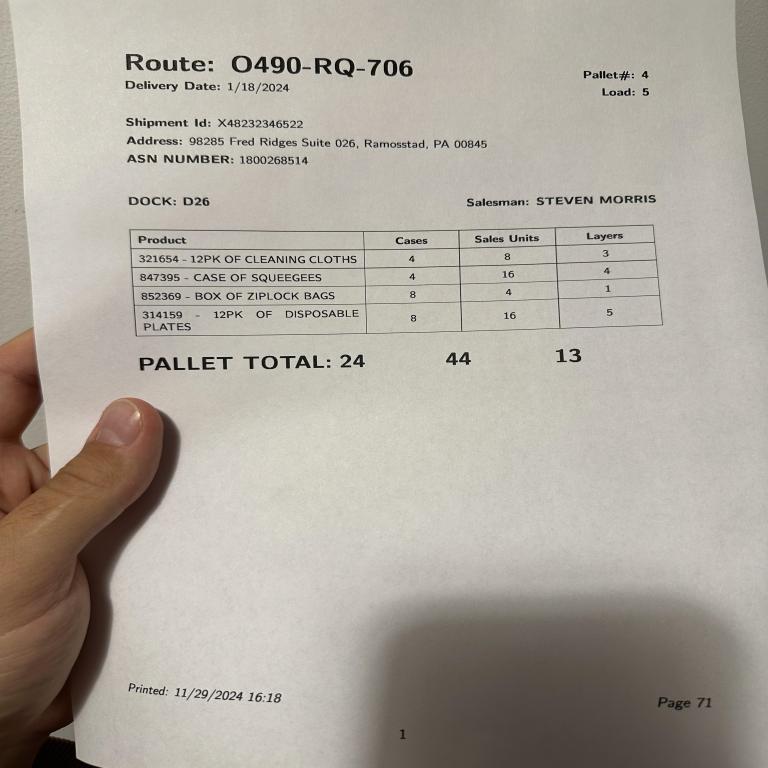 Route: O490-RQ-706
Delivery Date: 1/18/2024
Pallet#: 4
Load: 5
Shipment Id: X48232346522
Address: 98285 Fred Ridges Suite 026, Ramosstad, PA 00845
ASN NUMBER: 1800268514
DOCK: D26 Salesman: STEVEN MORRIS
Product Cases Sales Units Layers
321654 - 12PK OF CLEANING CLOTHS 4 8 3
847395 - CASE OF SQUEEGEES 4 16 4
852369 - BOX OF ZIPLOCK BAGS 8 4 1
314159 - 12PK OF DISPOSABLE
PLATES 8 16 5
PALLET TOTAL: 24 44 13
Printed: 11/29/2024 16:18 Page 71
1